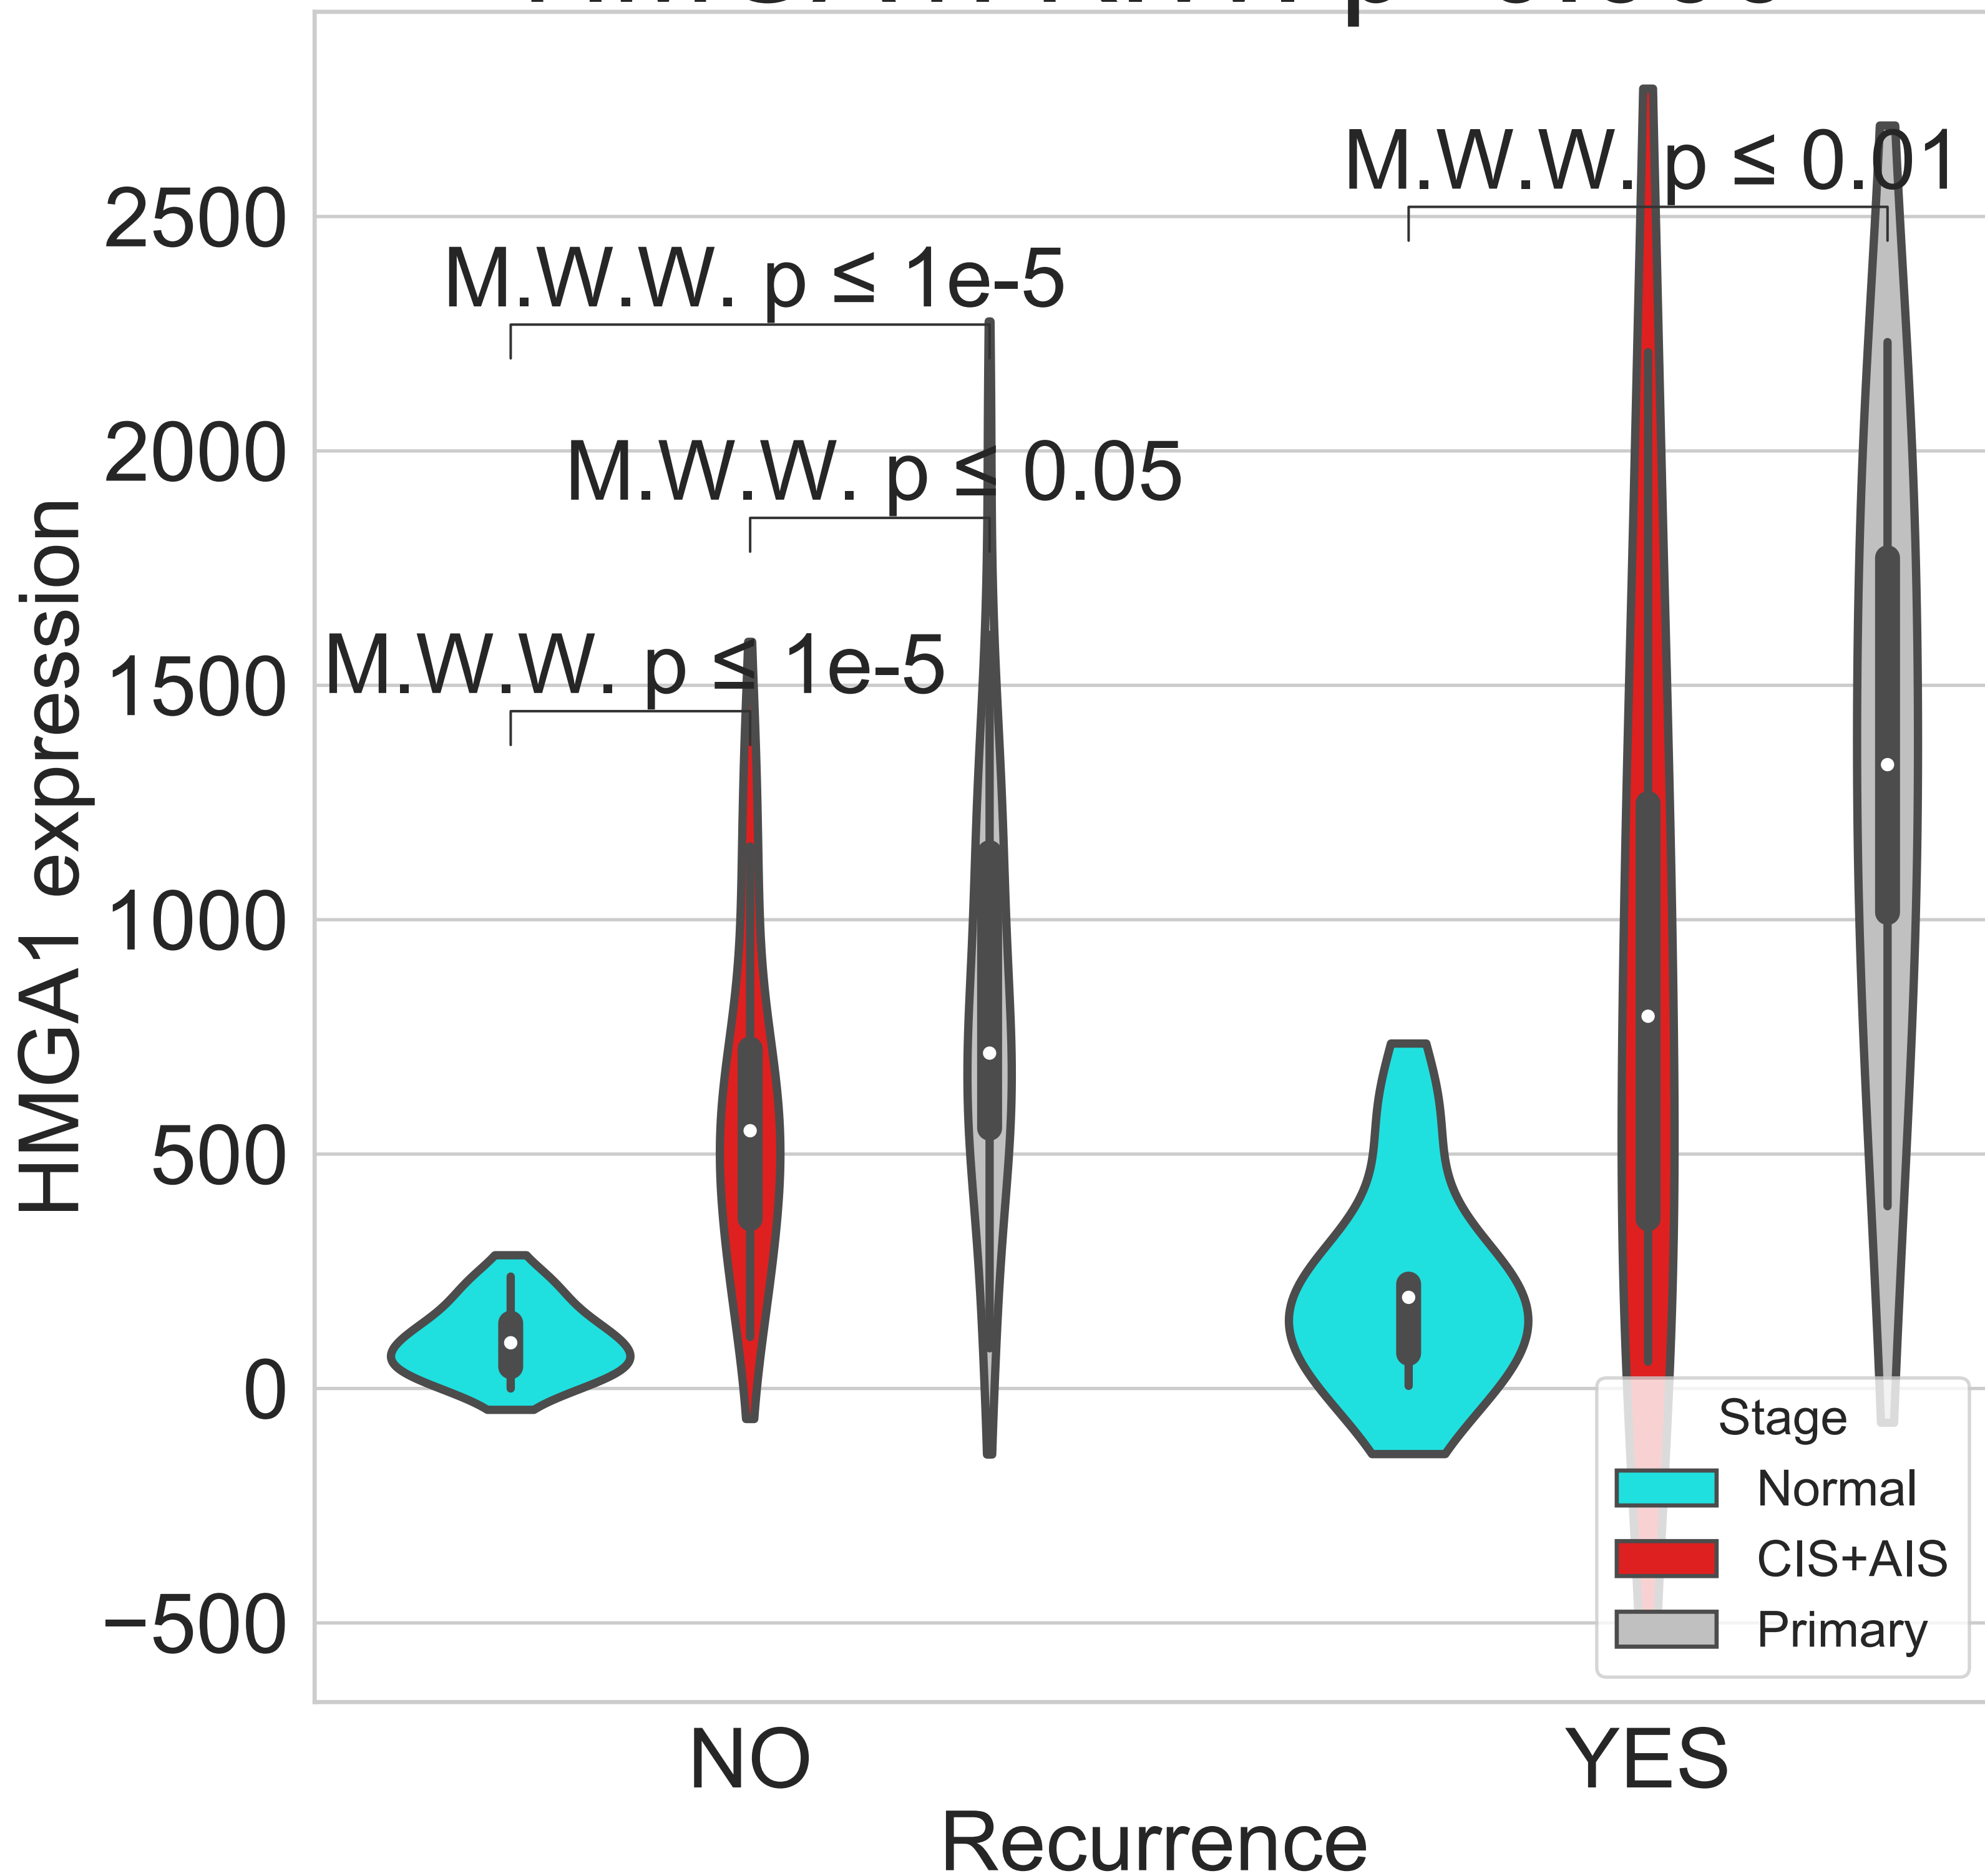 M.W.W. p ≤ 0.01
M.W.W. p ≤ 1e-5
M.W.W. p ≤ 0.05
M.W.W. p ≤ 1e-5
2500
2000
1500
1000
500
0
−500
HMGA1 expression
Stage
Normal
CIS+AIS
Primary
NO
YES
Recurrence